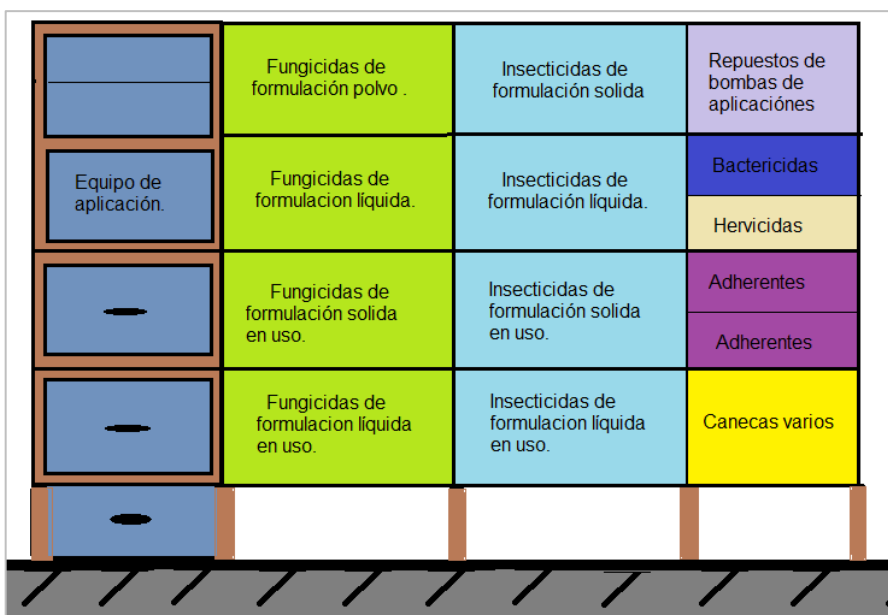 Equipo de
aplicación.
Fungicidas de
formulación polvo .
Fungicidas de
formulacion líquida.
Fungicidas de
formulación solida
en uso.
Fungicidas de
formulacion líquida
en uso.
Insecticidas de
formulación solida
Insecticidas de
formulación líquida.
Insecticidas de
formulación solida
en uso.
Insecticidas de
formulacion líquida
en uso.
Repuestos de
bombas de
aplicaciónes
Bactericidas
Hervicidas
Adherentes
Adherentes
Canecas varios